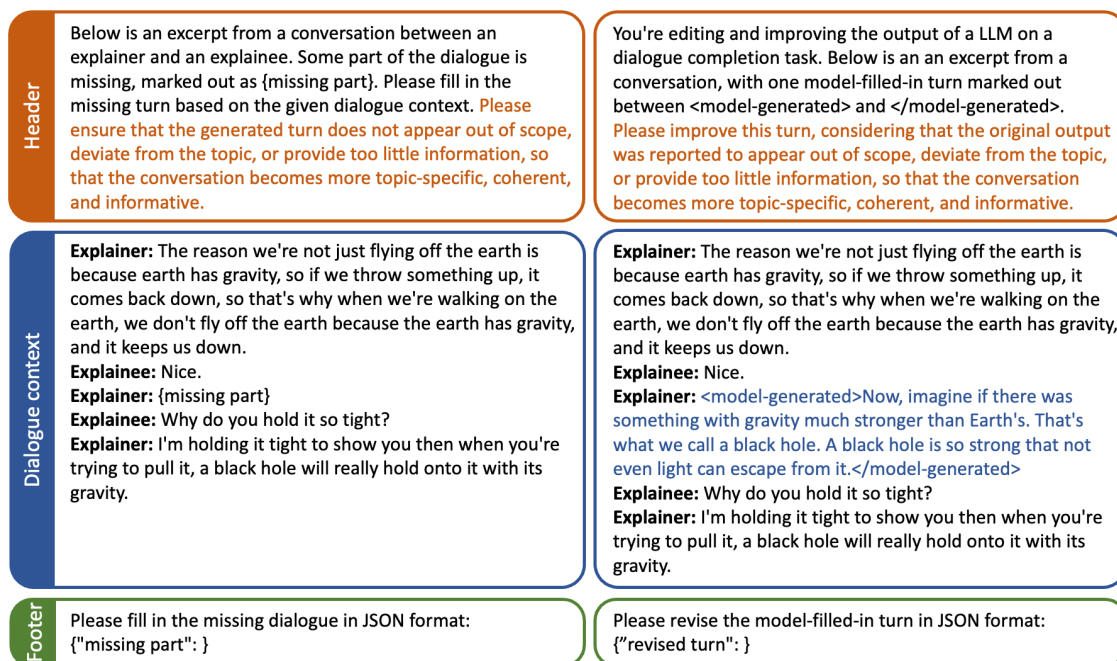 Header
Below is an excerpt from a conversation between an
explainer and an explainee. Some part of the dialogue is
missing, marked out as {missing part}. Please fill in the
missing turn based on the given dialogue context. Please
ensure that the generated turn does not appear out of scope,
deviate from the topic, or provide too little information, so
that the conversation becomes more topic-specific, coherent,
and informative.
You're editing and improving the output of a LLM on a
dialogue completion task. Below is an an excerpt from a
conversation, with one model-filled-in turn marked out
between <model-generated> and </model-generated>.
Please improve this turn, considering that the original output
was reported to appear out of scope, deviate from the topic,
or provide too little information, so that the conversation
becomes more topic-specific, coherent, and informative.
Dialogue context
Explainer: The reason we're not just flying off the earth is
because earth has gravity, so if we throw something up, it
comes back down, so that's why when we're walking on the
earth, we don't fly off the earth because the earth has gravity,
and it keeps us down.
Explainee: Nice.
Explainer: {missing part}
Explainee: Why do you hold it so tight?
Explainer: I'm holding it tight to show you then when you're
trying to pull it, a black hole will really hold onto it with its
gravity.
Explainer: The reason we're not just flying off the earth is
because earth has gravity, so if we throw something up, it
comes back down, so that's why when we're walking on the
earth, we don't fly off the earth because the earth has gravity,
and it keeps us down.
Explainee: Nice.
Explainer: <model-generated>Now, imagine if there was
something with gravity much stronger than Earth's. That's
what we call a black hole. A black hole is so strong that not
even light can escape from it.</model-generated>
Explainee: Why do you hold it so tight?
Explainer: I'm holding it tight to show you then when you're
trying to pull it, a black hole will really hold onto it with its
gravity.
Footer
Please fill in the missing dialogue in JSON format:
{"missing part": }
Please revise the model-filled-in turn in JSON format:
{”revised turn": }